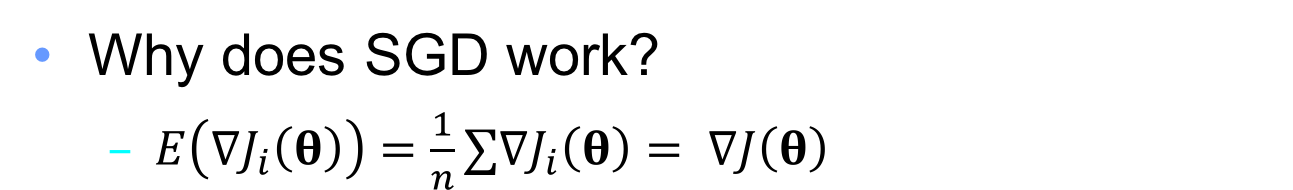 • Why does SGD work?
– E(∇J_i(θ)) = 1/n ∑∇J_i(θ) = ∇J(θ)